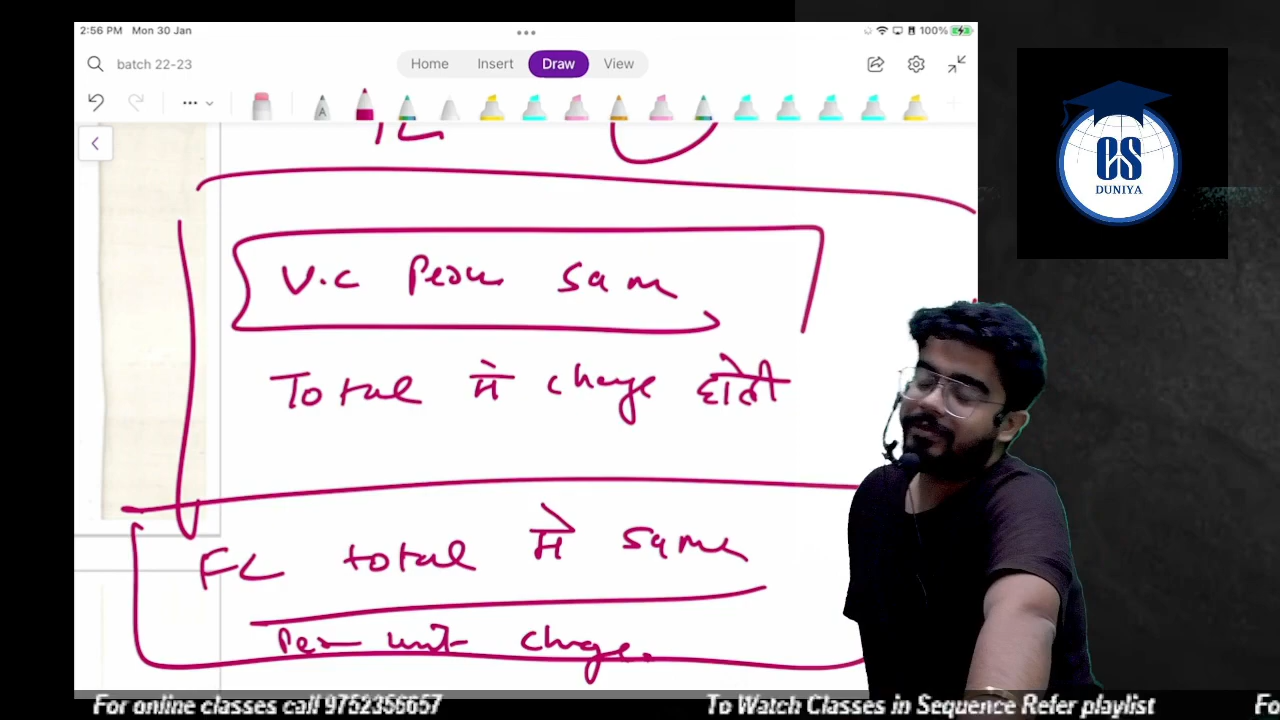 2:56 PM Mon 30 Jan
100%
batch 22-23
Home Insert Draw View
CS
DUNIYA
V.C Per sam
Total में change होती
FC total में same
Per unit change.
For online classes call 9752356657
To Watch Classes in Sequence Refer playlist
Fo